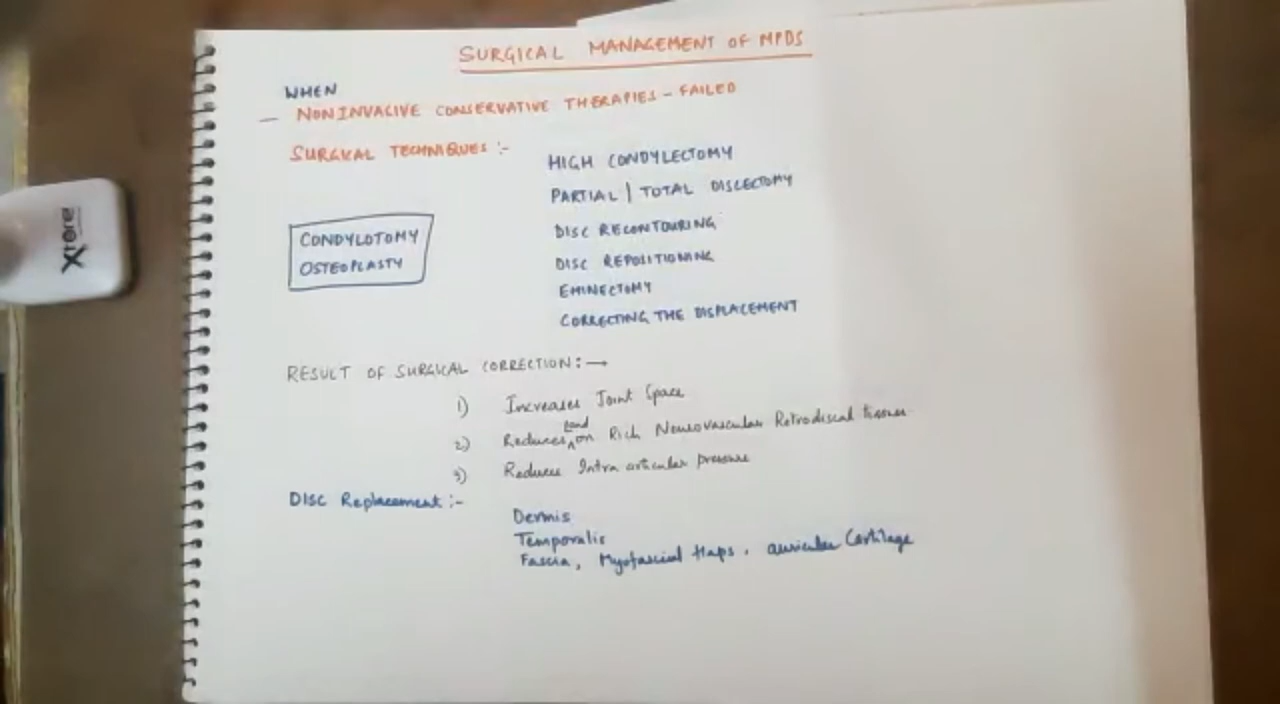 SURGICAL MANAGEMENT OF MPDS
WHEN
- NONINVASIVE CONSERVATIVE THERAPIES - FAILED
SURGICAL TECHNIQUES :-
HIGH CONDYLECTOMY
PARTIAL | TOTAL DISCECTOMY
DISC RECONTOURING
DISC REPOSITIONING
EMINECTOMY
CORRECTING THE DISPLACEMENT
CONDYLOTOMY
OSTEOPLASTY
RESULT OF SURGICAL CORRECTION: →
1) Increases Joint Space
2) Reduces load on Rich Neurovascular Retrodiscal tissues
3) Reduces Intra articular pressure
DISC Replacement :-
Dermis
Temporalis
Fascia, Myofascial flaps, auricular Cartilage
Xtore